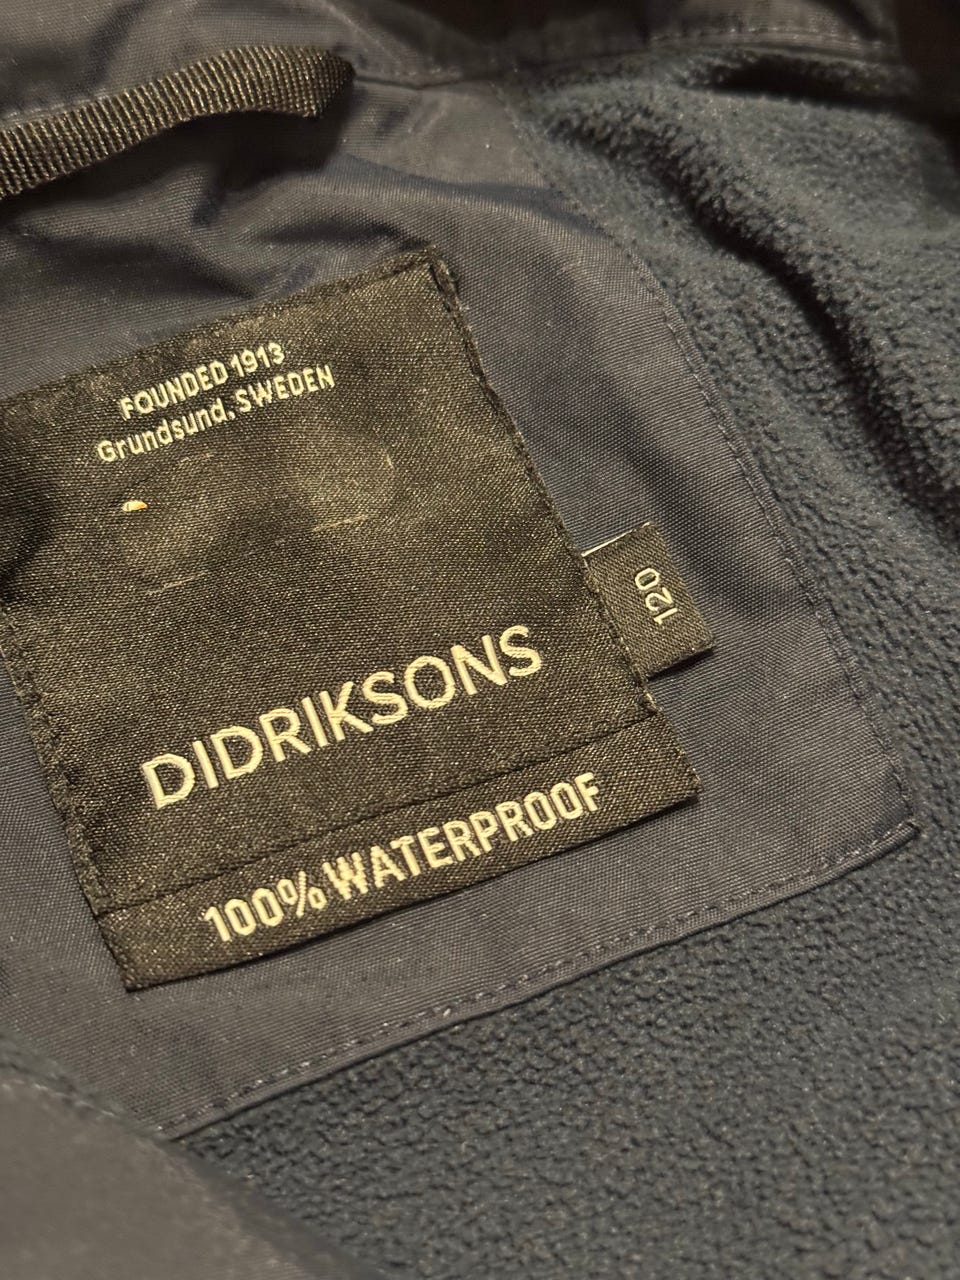 FOUNDED 1913
Grundsund, SWEDEN
DIDRIKSONS
120
100% WATERPROOF